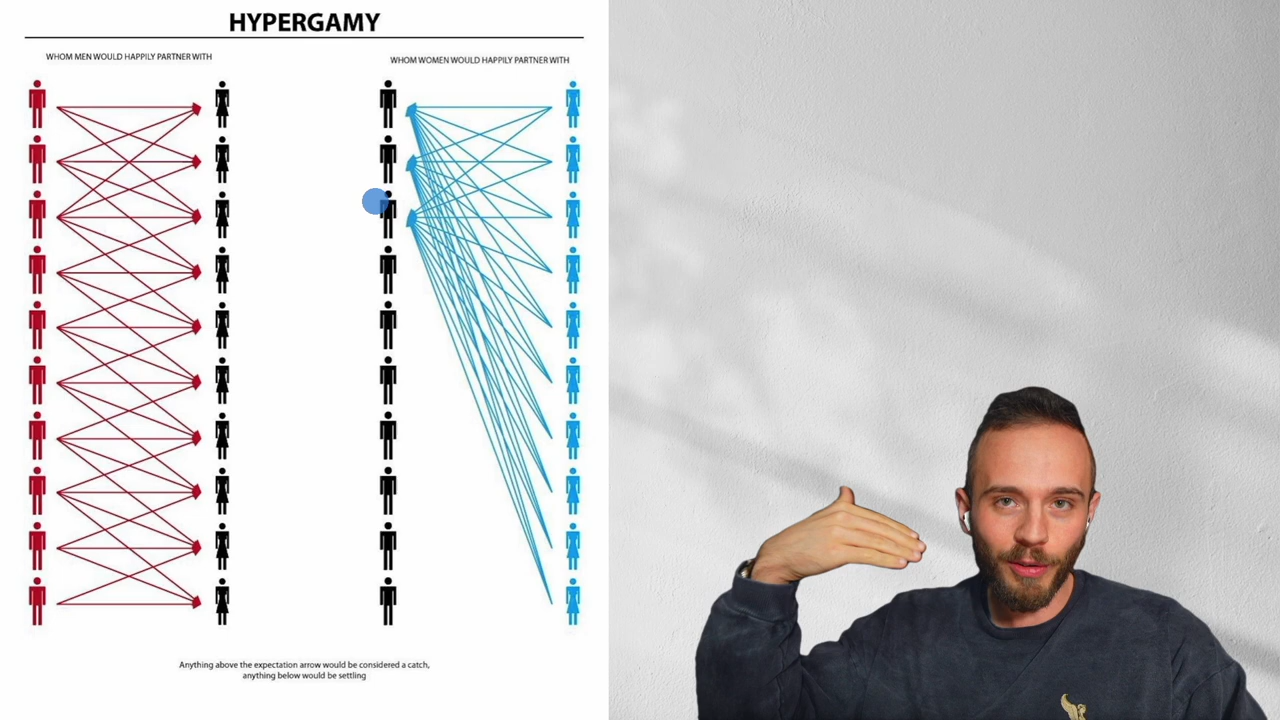 HYPERGAMY
WHOM MEN WOULD HAPPILY PARTNER WITH
WHOM WOMEN WOULD HAPPILY PARTNER WITH
Anything above the expectation arrow would be considered a catch,
anything below would be settling